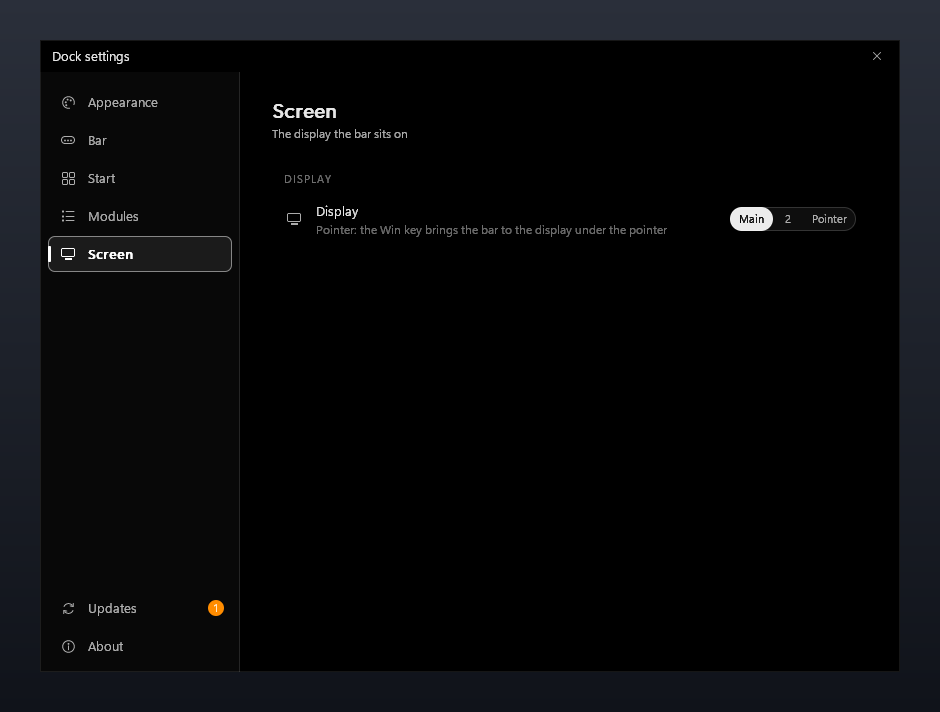 Dock settings
Appearance
Bar
Start
Modules
Screen
Updates
1
About
Screen
The display the bar sits on
DISPLAY
Display
Pointer: the Win key brings the bar to the display under the pointer
Main 2 Pointer